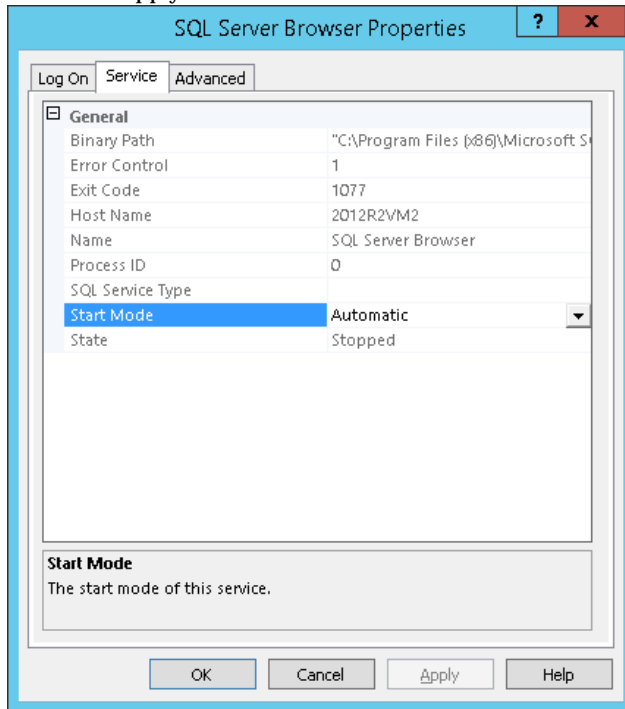 SQL Server Browser Properties
? x
Log On Service Advanced
General
Binary Path "C:\Program Files (x86)\Microsoft
Error Control 1
Exit Code 1077
Host Name 2012R2VM2
Name SQL Server Browser
Process ID 0
SQL Service Type
Start Mode Automatic
State Stopped
Start Mode
The start mode of this service.
OK Cancel Apply Help